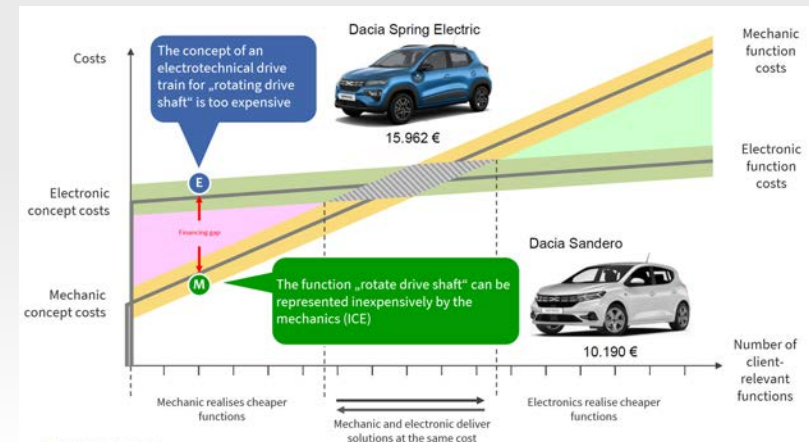 Dacia Spring Electric
Costs
The concept of an
electrotechnical drive
train for „rotating drive
shaft“ is too expensive
15.962 €
Mechanic
function
costs
Electronic
function
costs
E
Electronic
concept costs
Financing gap
M
Mechanic
concept costs
The function „rotate drive shaft“ can be
represented inexpensively by the
mechanics (ICE)
Dacia Sandero
10.190 €
Number of
client-
relevant
functions
Mechanic realises cheaper
functions
Mechanic and electronic deliver
solutions at the same cost
Electronics realise cheaper
functions